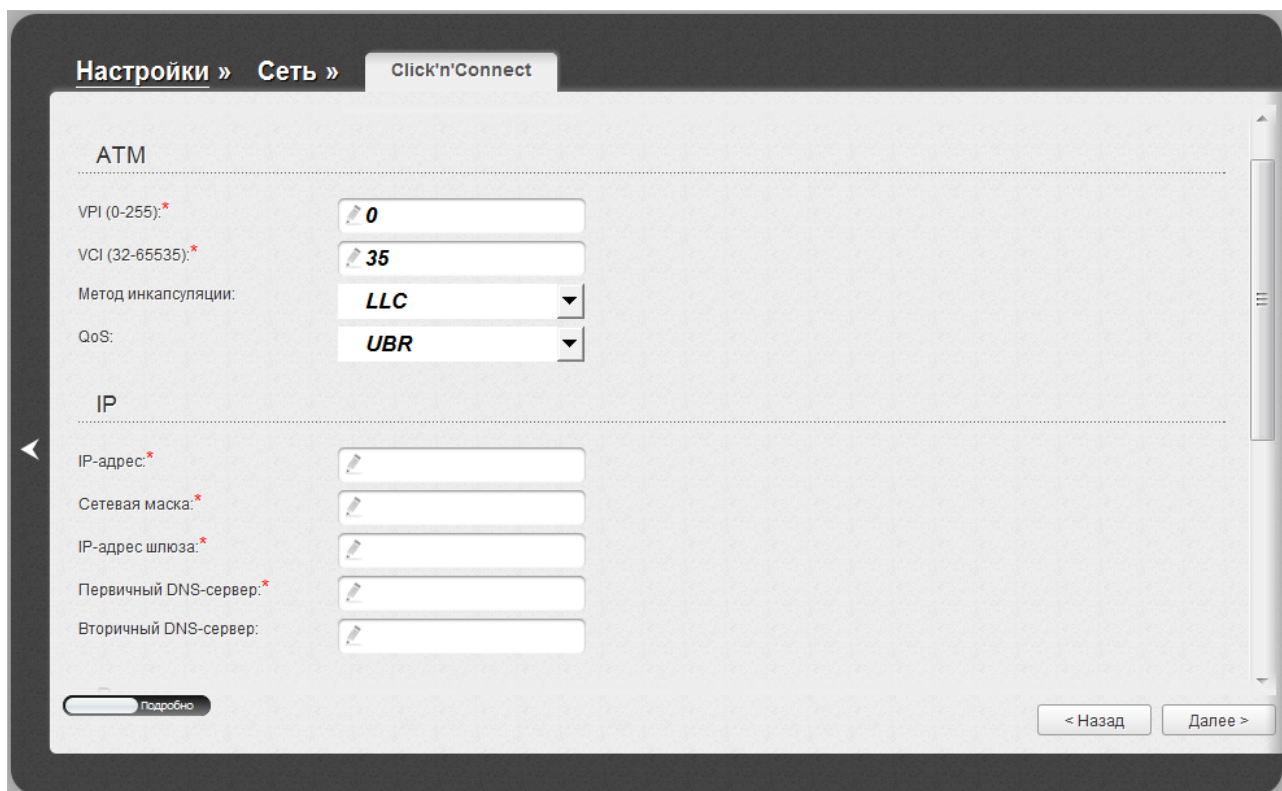 Настройки » Сеть » Click'n'Connect
ATM
VPI (0-255):* 0
VCI (32-65535):* 35
Метод инкапсуляции: LLC
QoS: UBR
IP
IP-адрес:*
Сетевая маска:*
IP-адрес шлюза:*
Первичный DNS-сервер:*
Вторичный DNS-сервер:
Подробно
< Назад Далее >